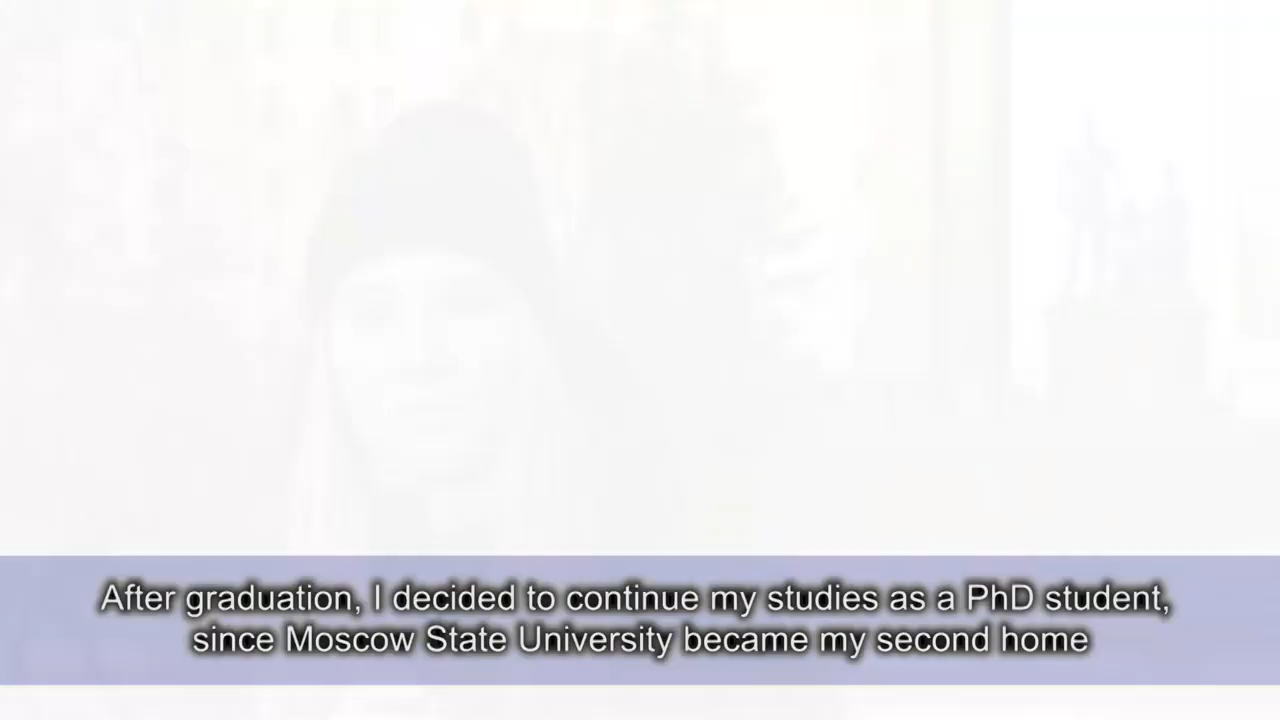 After graduation, I decided to continue my studies as a PhD student,
since Moscow State University became my second home